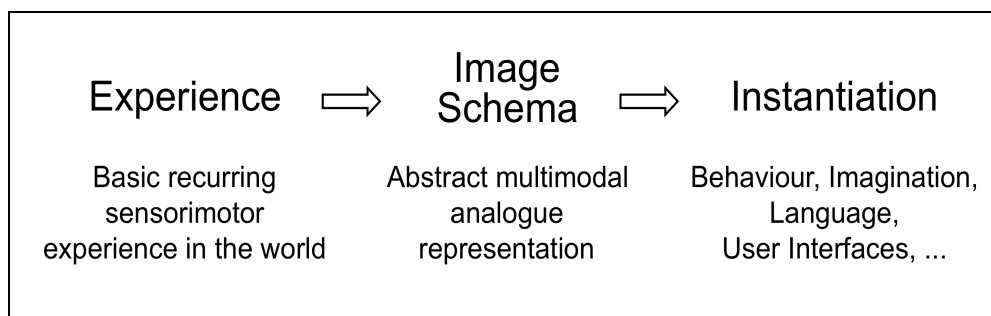 Experience
Image
Schema
Instantiation
Basic recurring
sensorimotor
experience in the world
Abstract multimodal
analogue
representation
Behaviour, Imagination,
Language,
User Interfaces, ...